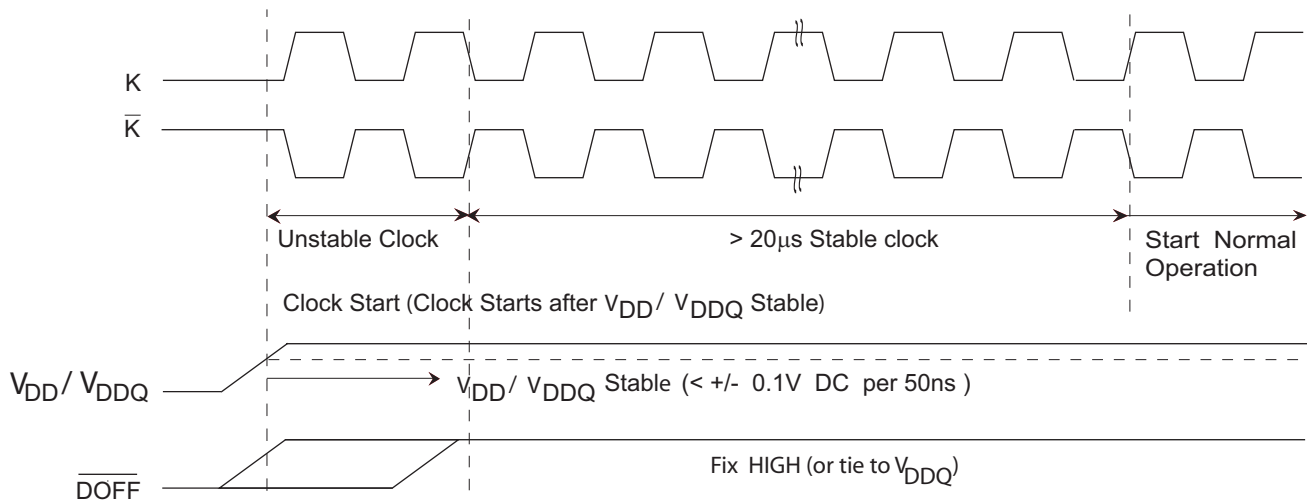 K
K̅
Unstable Clock
> 20μs Stable clock
Start Normal
Operation
Clock Start (Clock Starts after VDD / VDDQ Stable)
VDD / VDDQ
VDD / VDDQ Stable (< +/- 0.1V DC per 50ns )
D̅O̅F̅F̅
Fix HIGH (or tie to VDDQ)